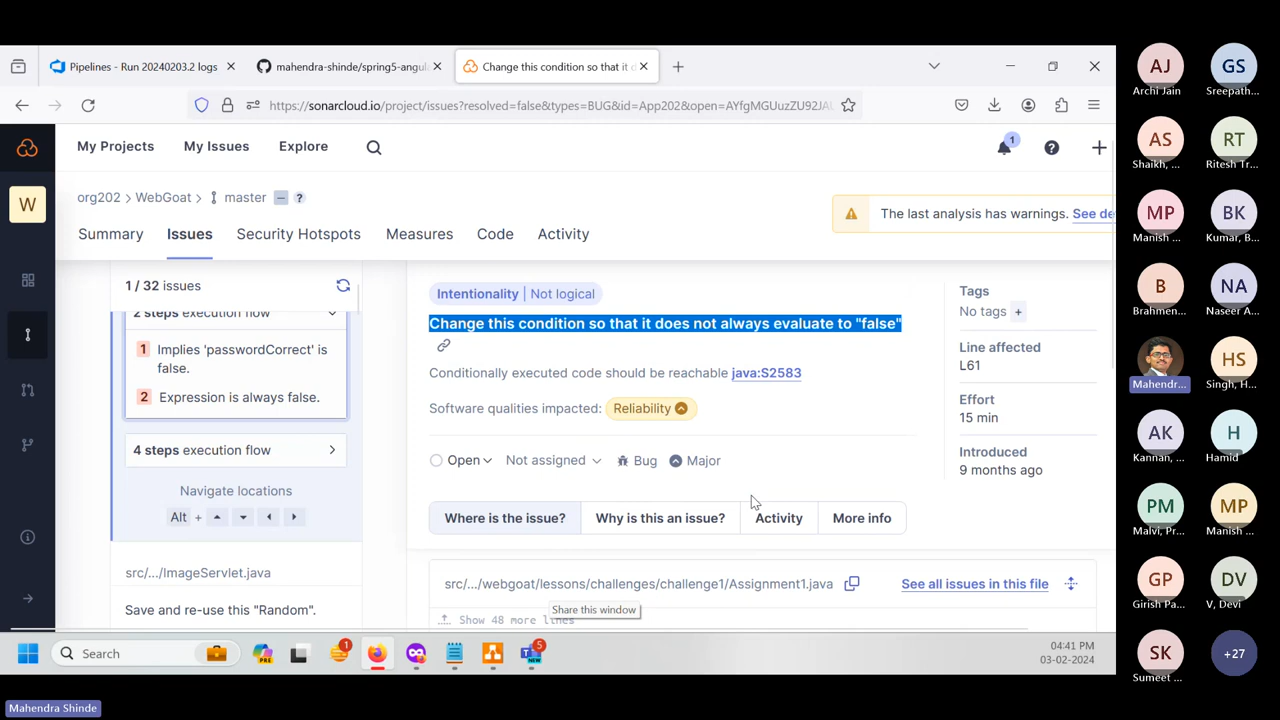 Pipelines - Run 20240203.2 logs
mahendra-shinde/spring5-angula
Change this condition so that it d
https://sonarcloud.io/project/issues?resolved=false&types=BUG&id=App202&open=AYfgMGUuzZU92JAU
My Projects
My Issues
Explore
1
W
org202
WebGoat
master
?
The last analysis has warnings. See de
Summary
Issues
Security Hotspots
Measures
Code
Activity
1 / 32 issues
2 steps execution flow
1 Implies 'passwordCorrect' is
false.
2 Expression is always false.
4 steps execution flow
Navigate locations
Alt +
src/.../ImageServlet.java
Save and re-use this "Random".
Intentionality | Not logical
Change this condition so that it does not always evaluate to "false"
Conditionally executed code should be reachable java:S2583
Software qualities impacted: Reliability
Open
Not assigned
Bug
Major
Where is the issue?
Why is this an issue?
Activity
More info
src/.../webgoat/lessons/challenges/challenge1/Assignment1.java
See all issues in this file
Share this window
Show 48 more lines
Tags
No tags +
Line affected
L61
Effort
15 min
Introduced
9 months ago
Search
PRE
1
5
NEW
04:41 PM
03-02-2024
Mahendra Shinde
AJ
Archi Jain
GS
Sreepath...
AS
Shaikh, ...
RT
Ritesh Tr...
MP
Manish ...
BK
Kumar, B...
B
Brahmen...
NA
Naseer A...
Mahendr...
HS
Singh, H...
AK
Kannan, ...
H
Hamid
PM
Malvi, Pr...
MP
Manish ...
GP
Girish Pa...
DV
V, Devi
SK
Sumeet ...
+27